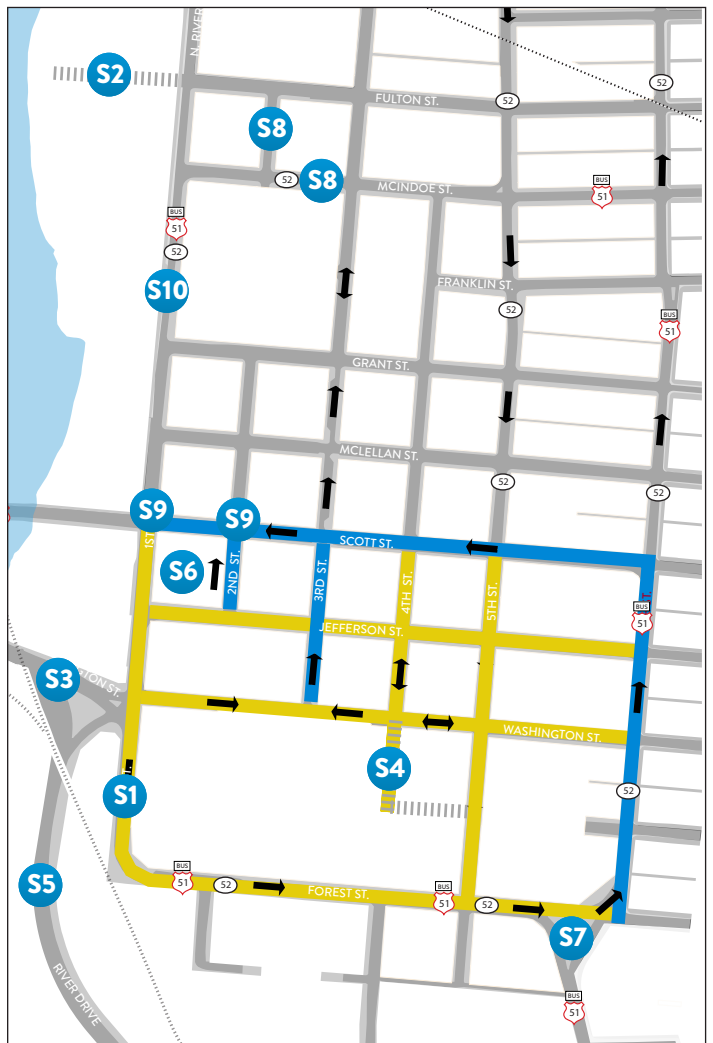 N. RIVER
S2
52
FULTON ST.
52
S8
52
S8
MCINDOE ST.
BUS
51
BUS
51
52
S10
FRANKLIN ST.
52
BUS
51
GRANT ST.
MCLELLAN ST.
52
52
S9
S9
SCOTT ST.
1ST
S6
2ND ST.
3RD ST.
4TH ST.
5TH ST.
BUS
51
JEFFERSON ST.
S3
GTON ST.
WASHINGTON ST.
S4
S1
52
S5
BUS
51
52
FOREST ST.
BUS
51
52
S7
RIVER DRIVE
BUS
51